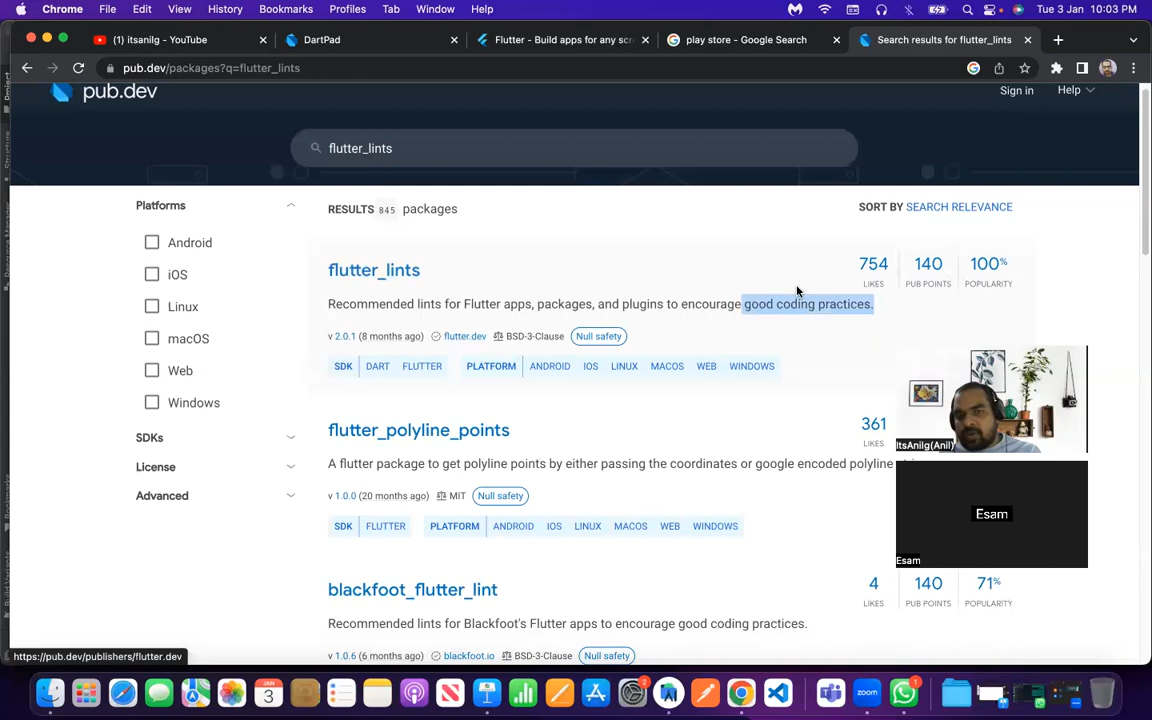 Chrome File Edit View History Bookmarks Profiles Tab Window Help Tue 3 Jan 10:03 PM
(1) itsanilg - YouTube DartPad Flutter - Build apps for any scr play store - Google Search Search results for flutter_lints
pub.dev/packages?q=flutter_lints
pub.dev Sign in Help
flutter_lints
Platforms
Android
iOS
Linux
macOS
Web
Windows
SDKs
License
Advanced
RESULTS 845 packages SORT BY SEARCH RELEVANCE
flutter_lints 754 140 100%
LIKES PUB POINTS POPULARITY
Recommended lints for Flutter apps, packages, and plugins to encourage good coding practices.
v 2.0.1 (8 months ago) flutter.dev BSD-3-Clause Null safety
SDK DART FLUTTER PLATFORM ANDROID IOS LINUX MACOS WEB WINDOWS
flutter_polyline_points 361
LIKES
A flutter package to get polyline points by either passing the coordinates or google encoded polyline
v 1.0.0 (20 months ago) MIT Null safety
SDK FLUTTER PLATFORM ANDROID IOS LINUX MACOS WEB WINDOWS
blackfoot_flutter_lint 4 140 71%
LIKES PUB POINTS POPULARITY
Recommended lints for Blackfoot's Flutter apps to encourage good coding practices.
v 1.0.6 (6 months ago) blackfoot.io BSD-3-Clause Null safety
ItsAnilg(Anil)
Esam
Esam
https://pub.dev/publishers/flutter.dev
JAN
3
2
zoom
1